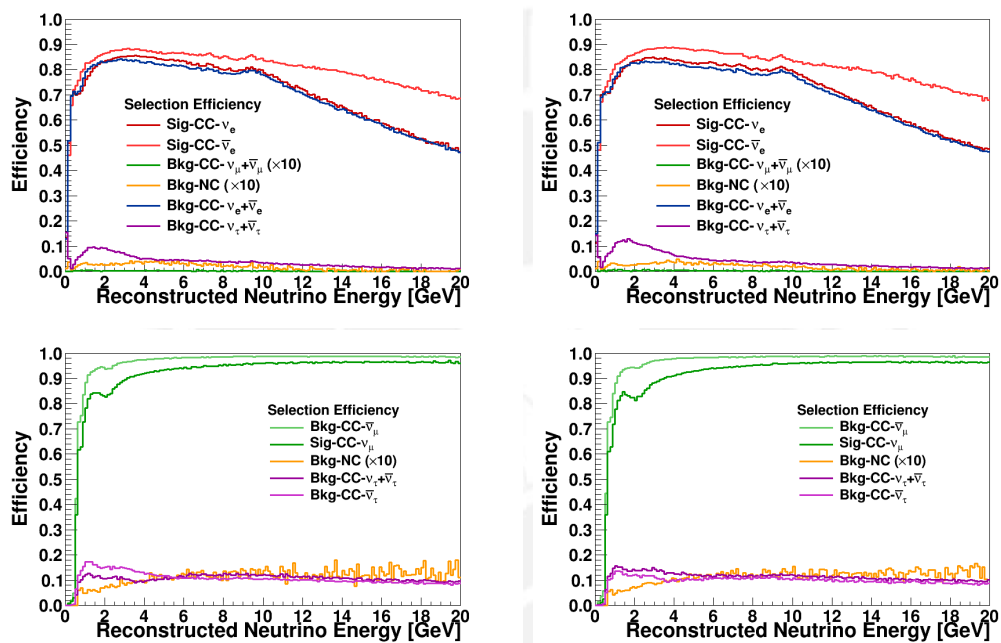 1.0
0.9
0.8
0.7
0.6
0.5
0.4
0.3
0.2
0.1
0.0
Efficiency
Selection Efficiency
Sig-CC-νe
Sig-CC-ν̅e
Bkg-CC-νμ+ν̅μ (×10)
Bkg-NC (×10)
Bkg-CC-νe+ν̅e
Bkg-CC-ντ+ν̅τ
0 2 4 6 8 10 12 14 16 18 20
Reconstructed Neutrino Energy [GeV]
1.0
0.9
0.8
0.7
0.6
0.5
0.4
0.3
0.2
0.1
0.0
Efficiency
Selection Efficiency
Sig-CC-νe
Sig-CC-ν̅e
Bkg-CC-νμ+ν̅μ (×10)
Bkg-NC (×10)
Bkg-CC-νe+ν̅e
Bkg-CC-ντ+ν̅τ
0 2 4 6 8 10 12 14 16 18 20
Reconstructed Neutrino Energy [GeV]
1.0
0.9
0.8
0.7
0.6
0.5
0.4
0.3
0.2
0.1
0.0
Efficiency
Selection Efficiency
Bkg-CC-ν̅μ
Sig-CC-νμ
Bkg-NC (×10)
Bkg-CC-ντ+ν̅τ
Bkg-CC-ν̅τ
0 2 4 6 8 10 12 14 16 18 20
Reconstructed Neutrino Energy [GeV]
1.0
0.9
0.8
0.7
0.6
0.5
0.4
0.3
0.2
0.1
0.0
Efficiency
Selection Efficiency
Bkg-CC-ν̅μ
Sig-CC-νμ
Bkg-NC (×10)
Bkg-CC-ντ+ν̅τ
Bkg-CC-ν̅τ
0 2 4 6 8 10 12 14 16 18 20
Reconstructed Neutrino Energy [GeV]